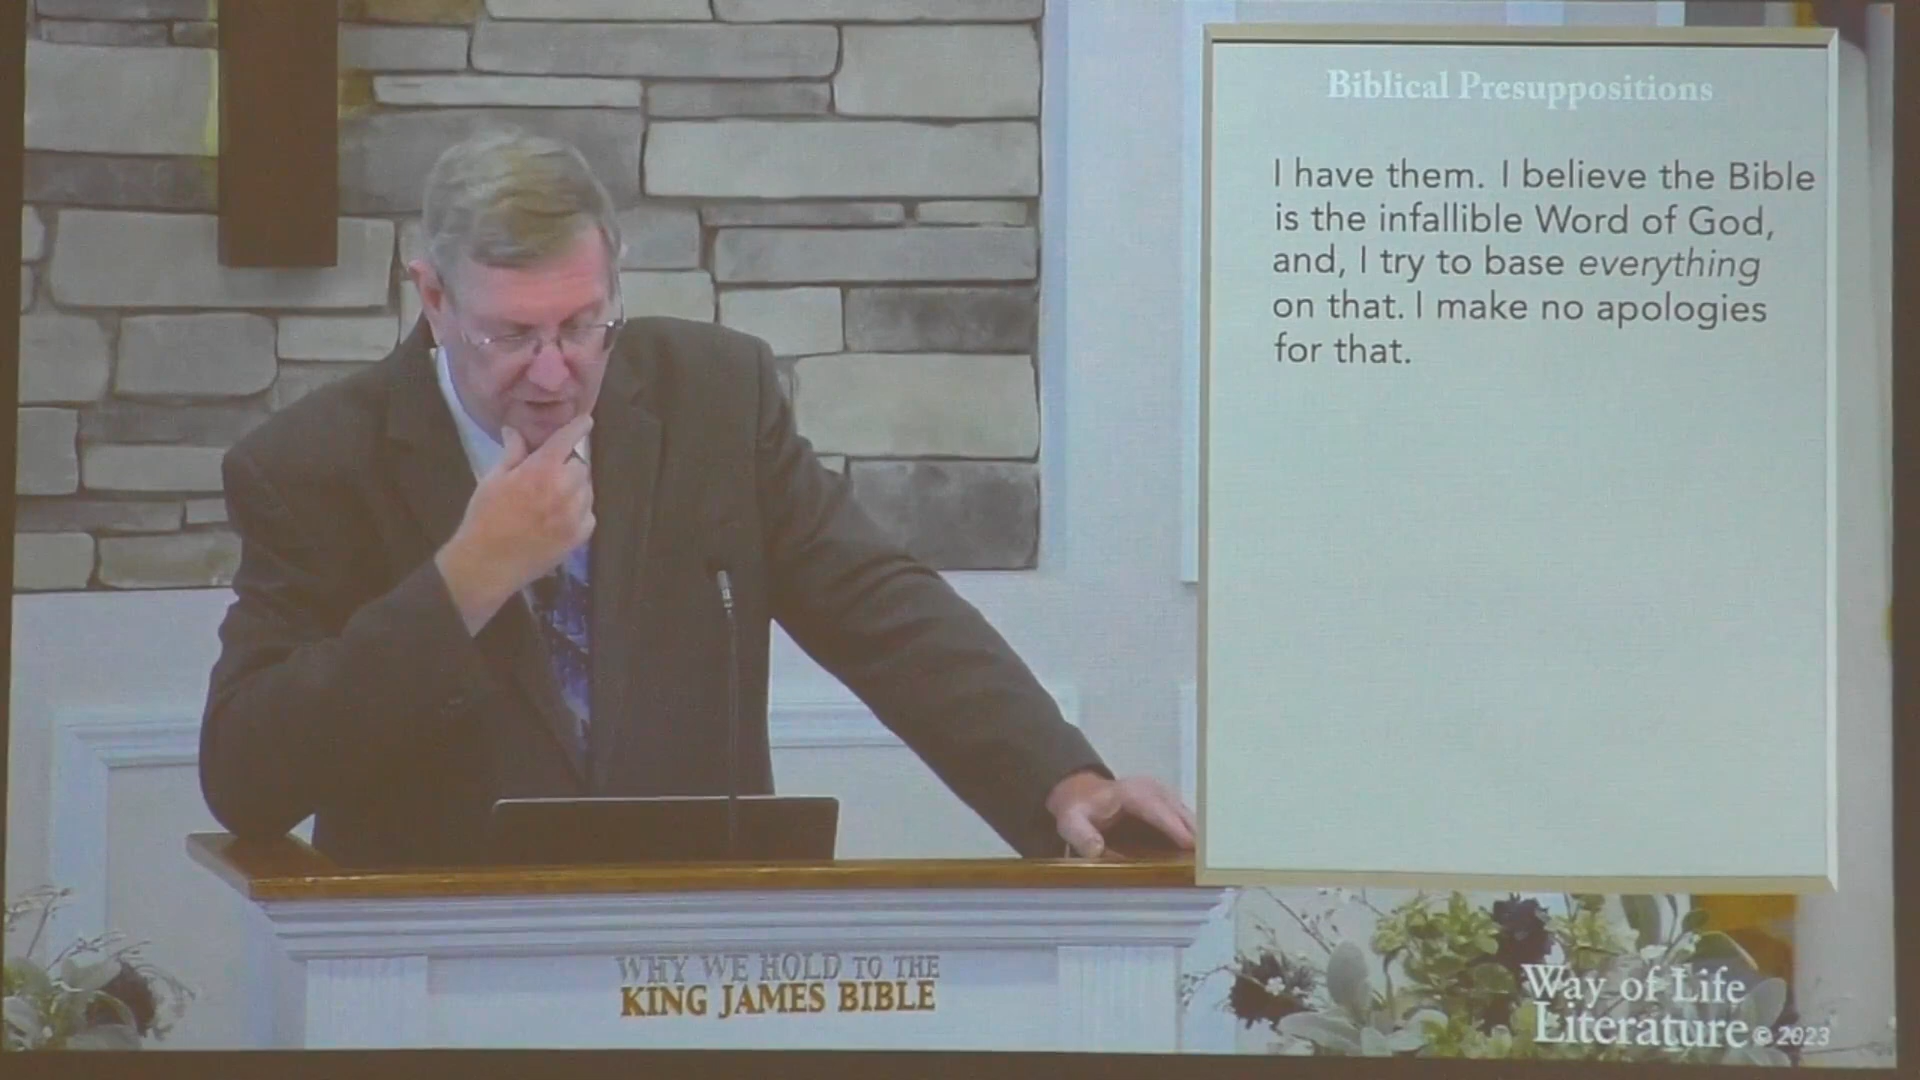 Biblical Presuppositions
I have them. I believe the Bible
is the infallible Word of God,
and, I try to base everything
on that. I make no apologies
for that.
WHY WE HOLD TO THE
KING JAMES BIBLE
Way of Life
Literature © 2023